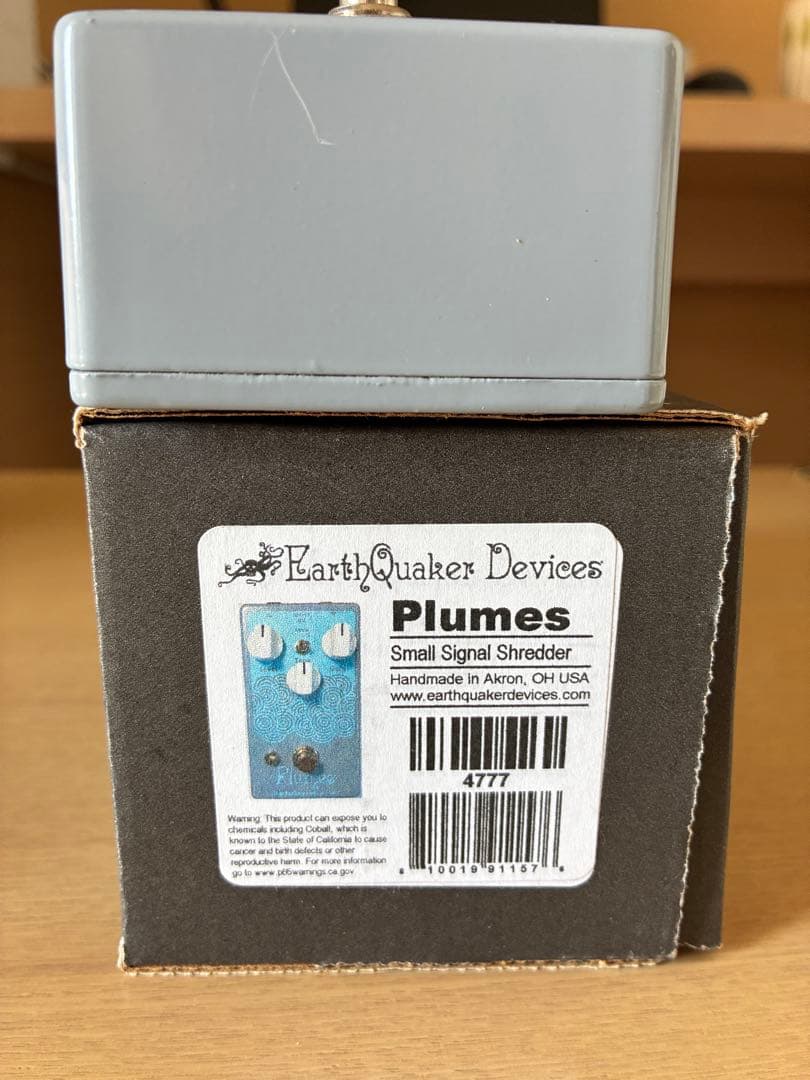 EarthQuaker Devices
Plumes
Small Signal Shredder
Handmade in Akron, OH USA
www.earthquakerdevices.com
4777
Plumes
Warning: This product can expose you to
chemicals including Cobalt, which is
known to the State of California to cause
cancer and birth defects or other
reproductive harm. For more information
go to www.p65warnings.ca.gov
10019 91157